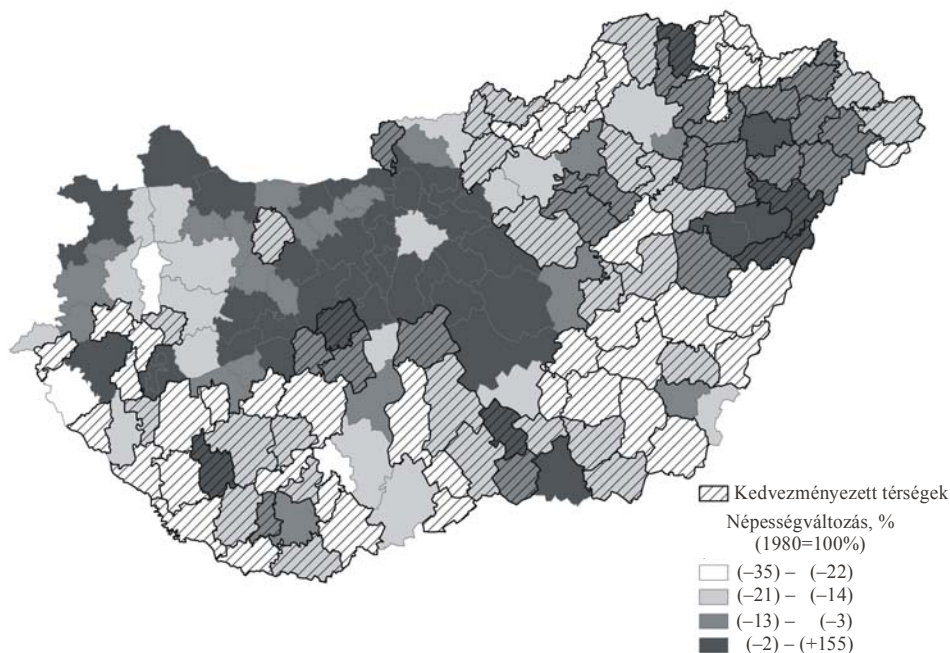 Kedvezményezett térségek
Népességváltozás, %
(1980=100%)
(–35) – (–22)
(–21) – (–14)
(–13) – (–3)
(–2) – (+155)